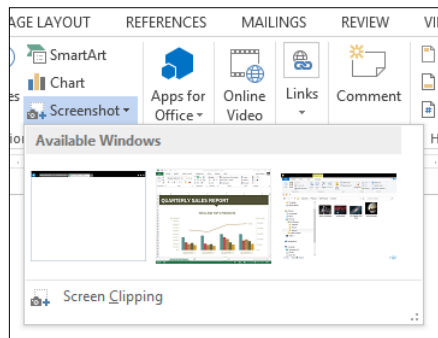 AGE LAYOUT REFERENCES MAILINGS REVIEW VI
SmartArt
Chart
Screenshot
Apps for
Office
Online
Video
Links
Comment
Available Windows
QUARTERLY SALES REPORT
Screen Clipping